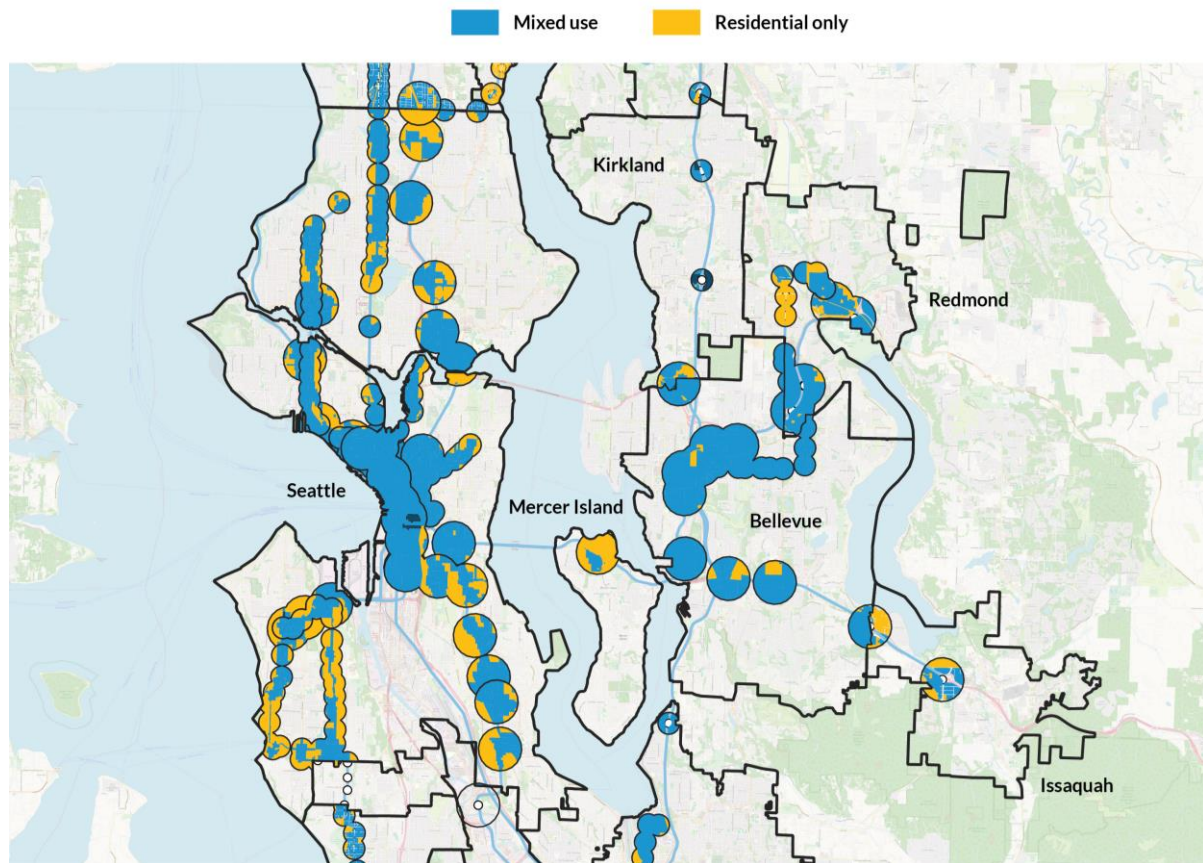 Mixed use
Residential only
Kirkland
Redmond
Seattle
Mercer Island
Bellevue
Issaquah